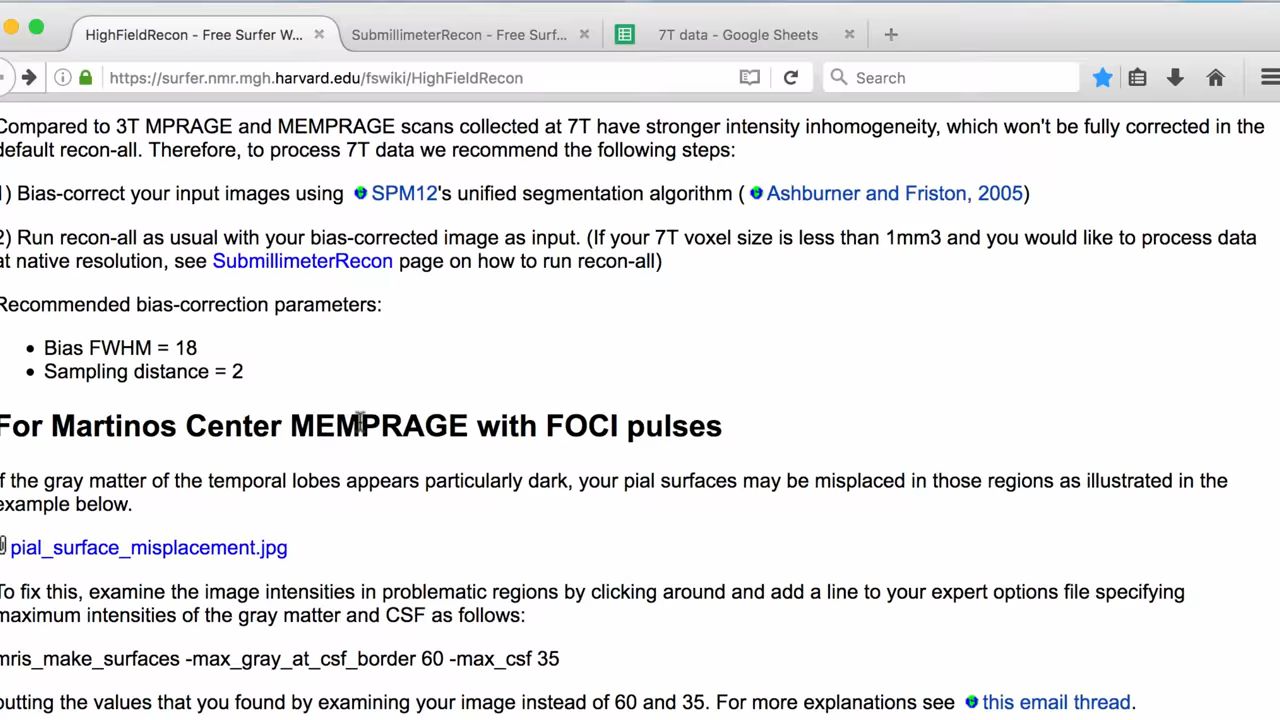 HighFieldRecon - Free Surfer W...
SubmillimeterRecon - Free Surf...
7T data - Google Sheets
https://surfer.nmr.mgh.harvard.edu/fswiki/HighFieldRecon
Search
Compared to 3T MPRAGE and MEMPRAGE scans collected at 7T have stronger intensity inhomogeneity, which won't be fully corrected in the
default recon-all. Therefore, to process 7T data we recommend the following steps:
1) Bias-correct your input images using SPM12's unified segmentation algorithm ( Ashburner and Friston, 2005)
2) Run recon-all as usual with your bias-corrected image as input. (If your 7T voxel size is less than 1mm3 and you would like to process data
at native resolution, see SubmillimeterRecon page on how to run recon-all)
Recommended bias-correction parameters:
• Bias FWHM = 18
• Sampling distance = 2
For Martinos Center MEMPRAGE with FOCI pulses
If the gray matter of the temporal lobes appears particularly dark, your pial surfaces may be misplaced in those regions as illustrated in the
example below.
pial_surface_misplacement.jpg
To fix this, examine the image intensities in problematic regions by clicking around and add a line to your expert options file specifying
maximum intensities of the gray matter and CSF as follows:
mris_make_surfaces -max_gray_at_csf_border 60 -max_csf 35
putting the values that you found by examining your image instead of 60 and 35. For more explanations see this email thread.